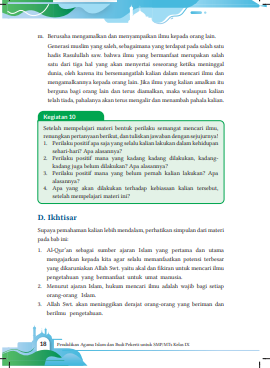 m. Berusaha mengamalkan dan menyampaikan ilmu kepada orang lain.
Generasi muslim yang saleh, sebagaimana yang terdapat pada salah satu
hadis Rasulullah saw. bahwa ilmu yang bermanfaat merupakan salah
satu dari tiga hal yang akan menyertai seseorang ketika meninggal
dunia, oleh karena itu bersemangatlah kalian dalam mencari ilmu dan
mengamalkannya kepada orang lain. Jika ilmu yang kalian amalkan itu
berguna bagi orang lain dan terus diamalkan, maka walaupun kalian
telah tiada, pahalanya akan terus mengalir dan menambah pahala kalian.
Kegiatan 10
Setelah mempelajari materi bentuk perilaku semangat mencari ilmu,
renungkan pertanyaan berikut, dan tuliskan jawaban dengan sejujurnya!
1. Perilaku positif apa saja yang selalu kalian lakukan dalam kehidupan
sehari-hari? Apa alasannya?
2. Perilaku positif mana yang kadang kadang dilakukan, kadang-
kadang juga belum dilakukan? Apa alasannya?
3. Perilaku positif mana yang belum pernah kalian lakukan? Apa
alasannya?
4. Apa yang akan dilakukan terhadap kebiasaan kalian tersebut,
setelah mempelajari materi ini?
D. Ikhtisar
Supaya pemahaman kalian lebih mendalam, perhatikan simpulan dari materi
pada bab ini:
1. Al-Qur'an sebagai sumber ajaran Islam yang pertama dan utama
mengajarkan kepada kita agar selalu memanfaatkan potensi terbesar
yang dikaruniakan Allah Swt. yaitu akal dan fikiran untuk mencari ilmu
pengetahuan yang bermanfaat untuk umat manusia.
2. Menurut ajaran Islam, hukum mencari ilmu adalah wajib bagi setiap
orang-orang Islam.
3. Allah Swt. akan meninggikan derajat orang-orang yang beriman dan
berilmu pengetahuan.
18 Pendidikan Agama Islam dan Budi Pekerti untuk SMP/MTs Kelas IX